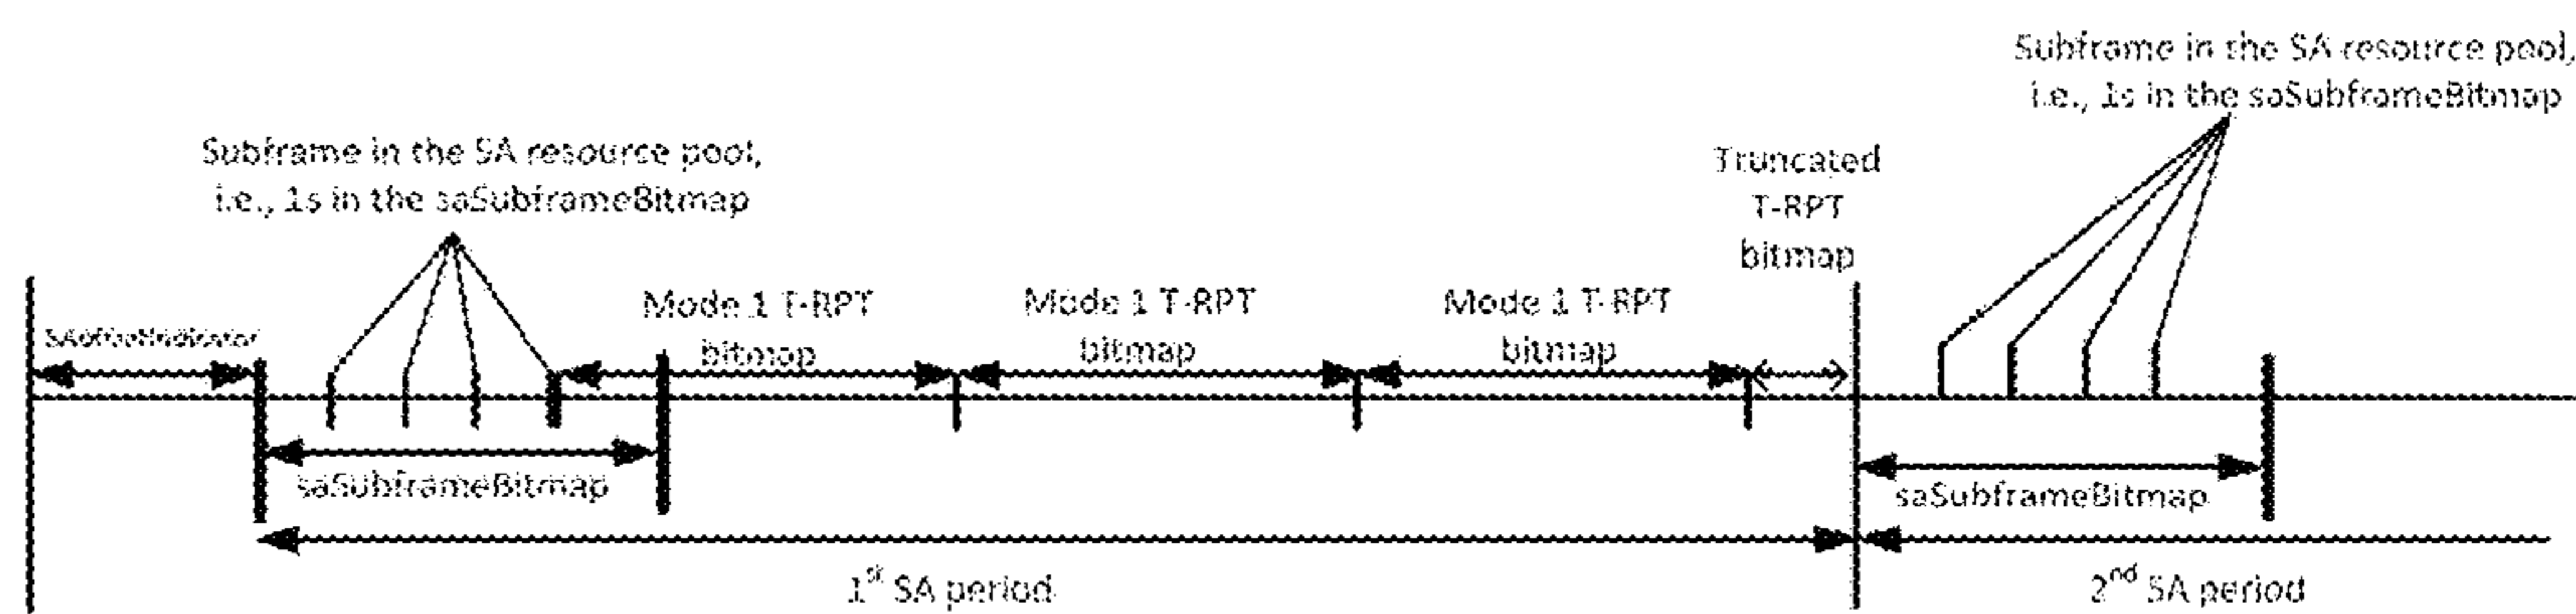 Subframe in the SA resource pool,
i.e., 1s in the saSubframeBitmap
Subframe in the SA resource pool,
i.e., 1s in the saSubframeBitmap
Truncated
T-RPT
bitmap
SAoffsetIndicator
Mode 1 T-RPT
bitmap
Mode 1 T-RPT
bitmap
Mode 1 T-RPT
bitmap
saSubframeBitmap
saSubframeBitmap
1st SA period
2nd SA period